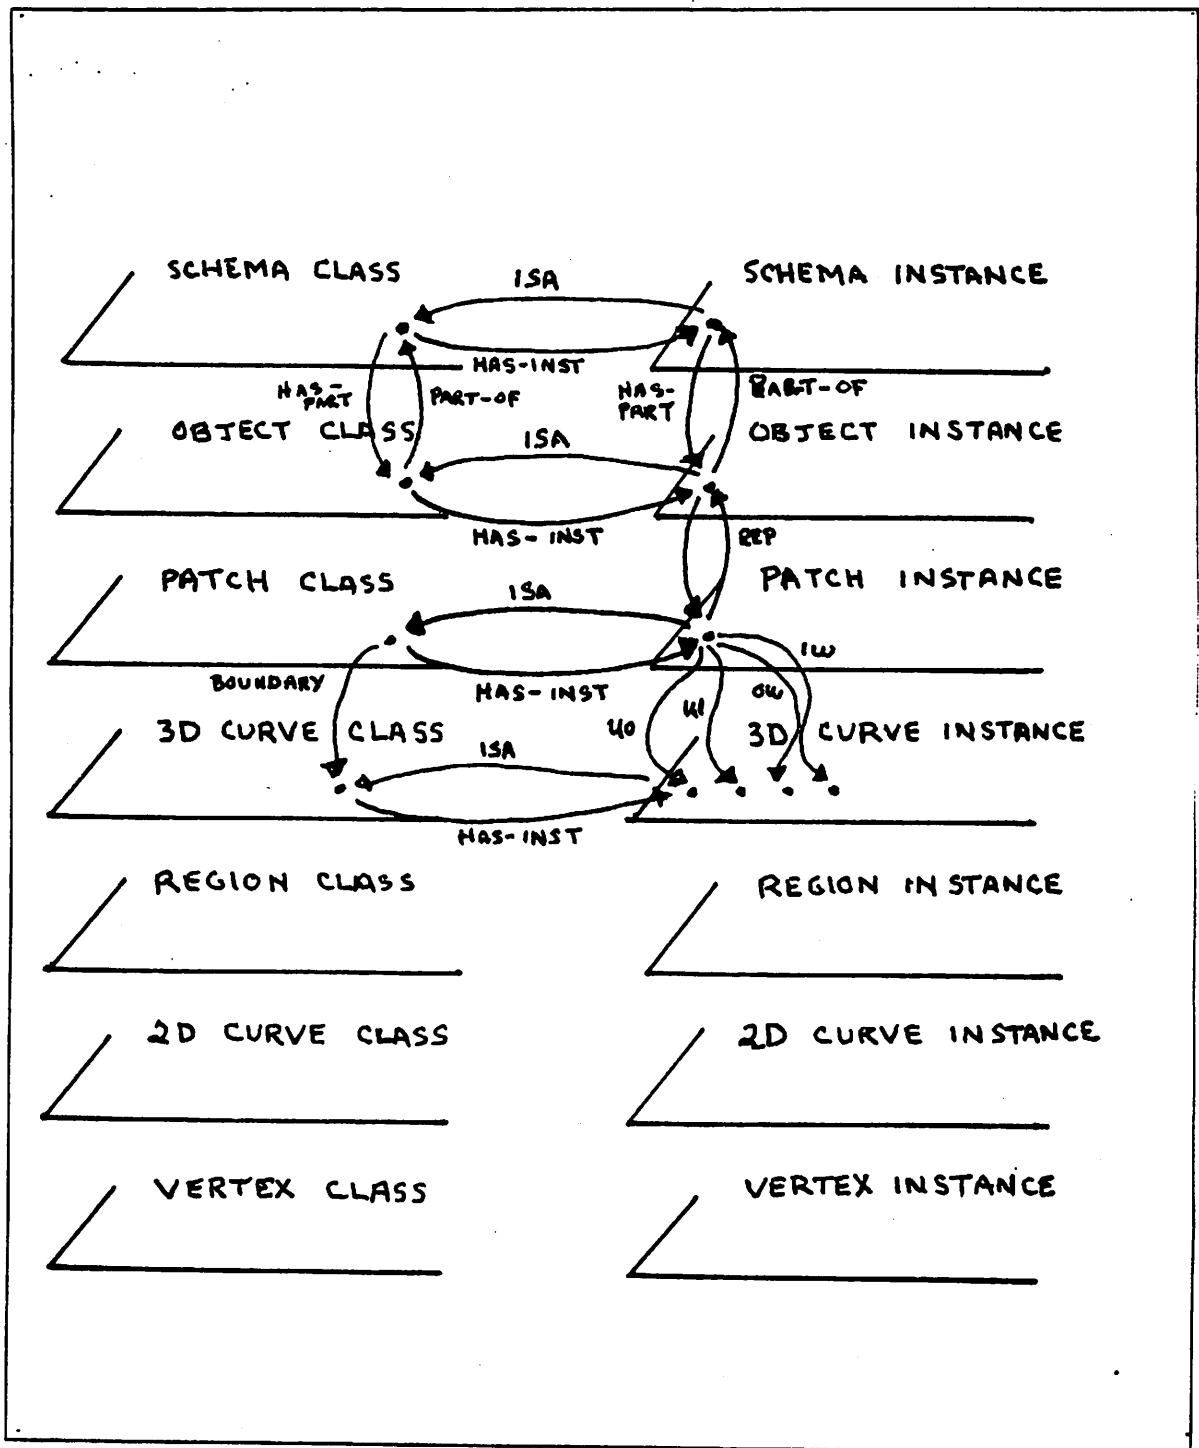 SCHEMA CLASS
ISA
SCHEMA INSTANCE
HAS-INST
HAS-
PART
PART-OF
HAS-
PART
PART-OF
OBJECT CLASS
ISA
OBJECT INSTANCE
HAS-INST
REP
PATCH CLASS
ISA
PATCH INSTANCE
IW
BOUNDARY
HAS-INST
OW
UI
UO
3D CURVE CLASS
ISA
3D CURVE INSTANCE
HAS-INST
REGION CLASS
REGION INSTANCE
2D CURVE CLASS
2D CURVE INSTANCE
VERTEX CLASS
VERTEX INSTANCE